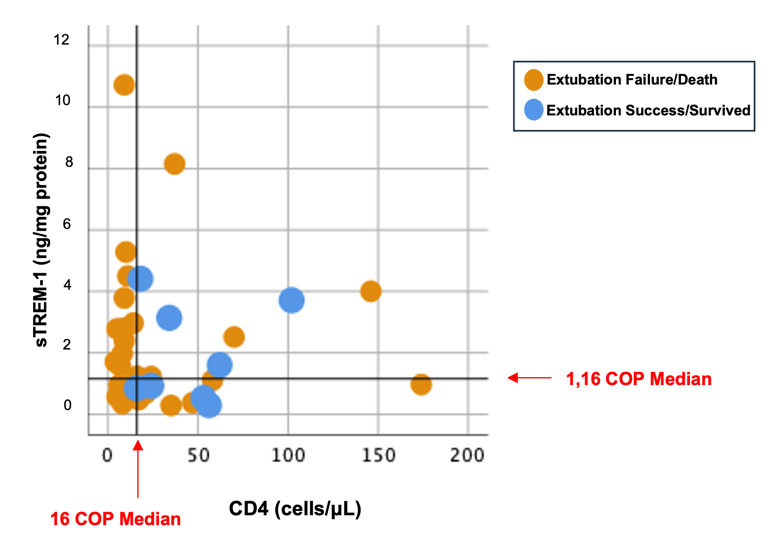 12
10
8
6
4
2
0
sTREM-1 (ng/mg protein)
Extubation Failure/Death
Extubation Success/Survived
1,16 COP Median
0 50 100 150 200
16 COP Median
CD4 (cells/µL)